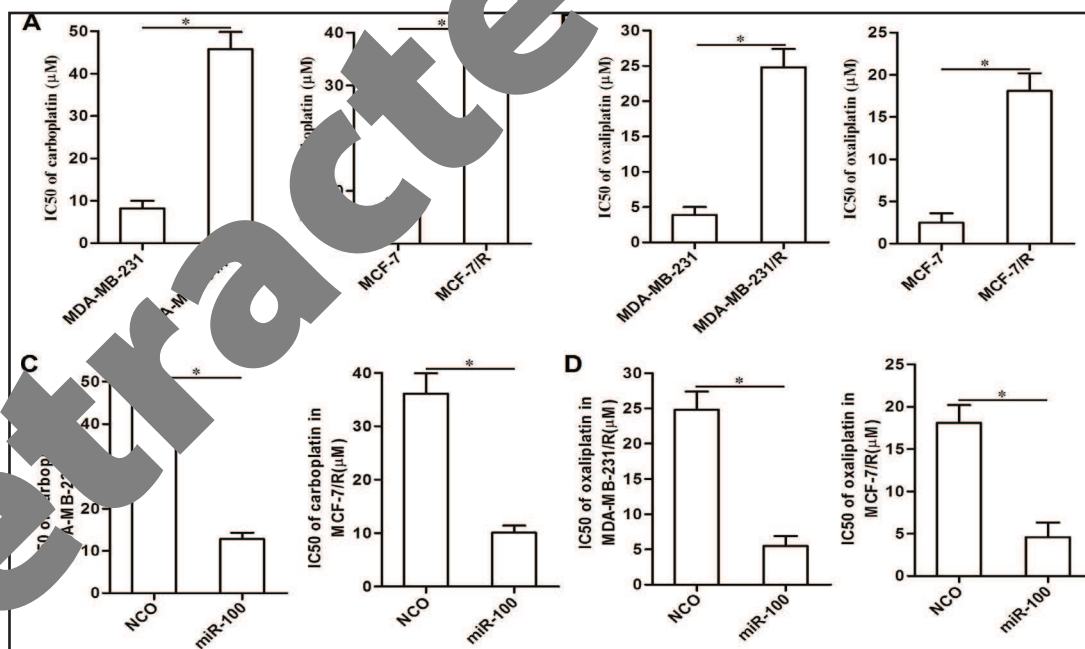 A
*
IC50 of carboplatin (μM)
50
40
30
20
10
0
MDA-MB-231
*
40
30
0
MCF-7
MCF-7/R
*
IC50 of oxaliplatin (μM)
30
25
20
15
10
5
0
MDA-MB-231
MDA-MB-231/R
*
IC50 of oxaliplatin (μM)
25
20
15
10
5
0
MCF-7
MCF-7/R
C
*
50
40
20
10
0
NCO
miR-100
*
IC50 of carboplatin in
MCF-7/R(μM)
40
30
20
10
0
NCO
miR-100
D
*
IC50 of oxaliplatin in
MDA-MB-231/R(μM)
30
25
20
15
10
5
0
NCO
miR-100
*
IC50 of oxaliplatin in
MCF-7/R(μM)
25
20
15
10
5
0
NCO
miR-100
etracte